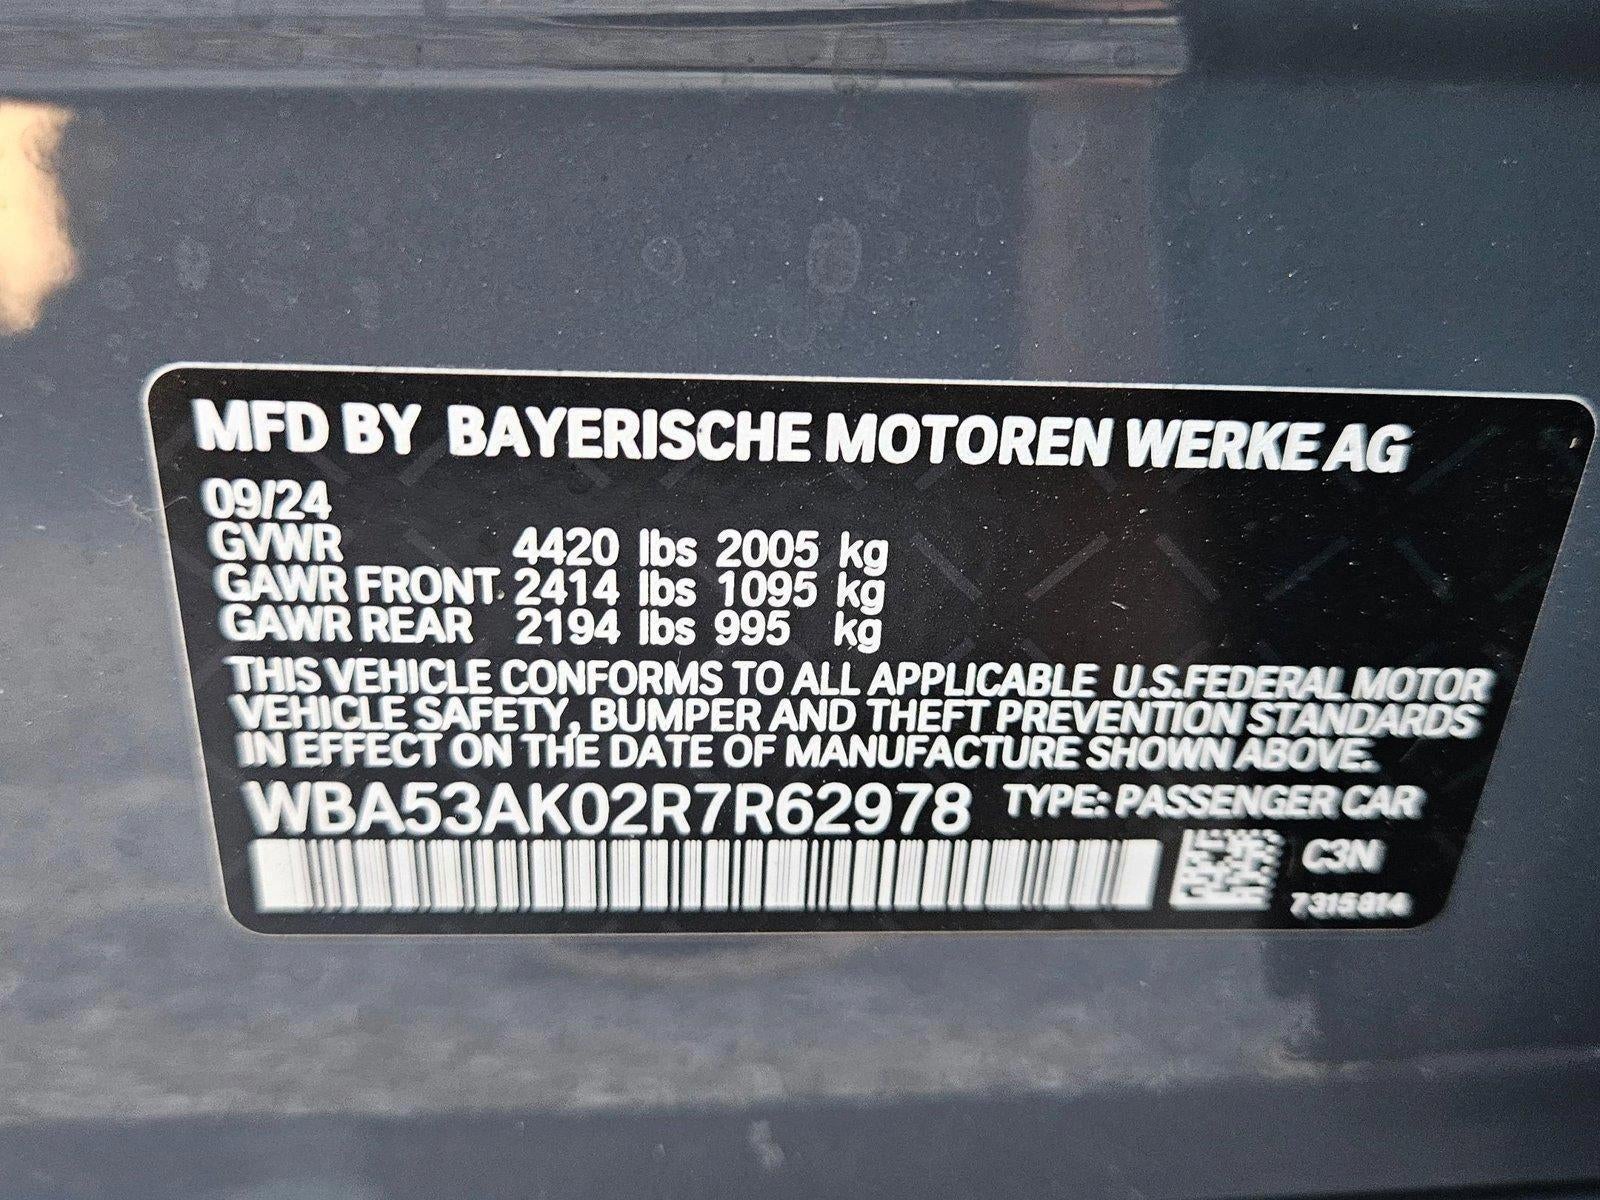 MFD BY BAYERISCHE MOTOREN WERKE AG
09/24
GVWR 4420 lbs 2005 kg
GAWR FRONT 2414 lbs 1095 kg
GAWR REAR 2194 lbs 995 kg
THIS VEHICLE CONFORMS TO ALL APPLICABLE U.S.FEDERAL MOTOR
VEHICLE SAFETY, BUMPER AND THEFT PREVENTION STANDARDS
IN EFFECT ON THE DATE OF MANUFACTURE SHOWN ABOVE.
WBA53AK02R7R62978 TYPE: PASSENGER CAR
C3N
7315814